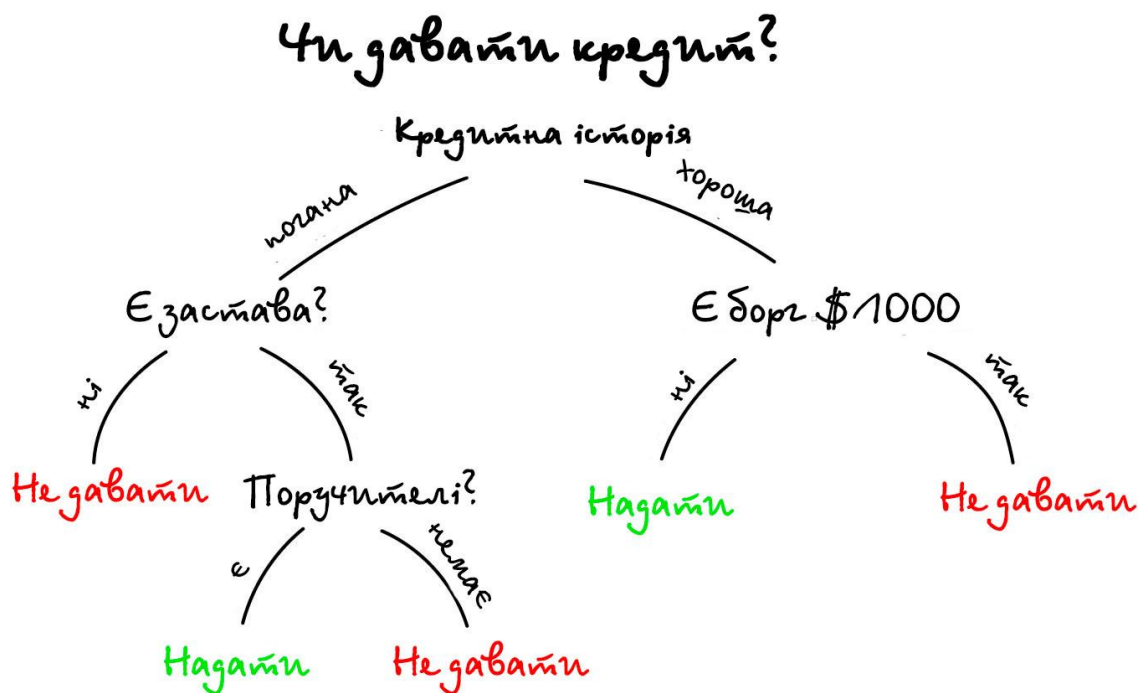 Чи давати кредит?
Кредитна історія
погана
хороша
Є застава?
Є борг $1000
ні
так
ні
так
Не давати
Поручителі?
Надати
Не давати
є
немає
Надати
Не давати